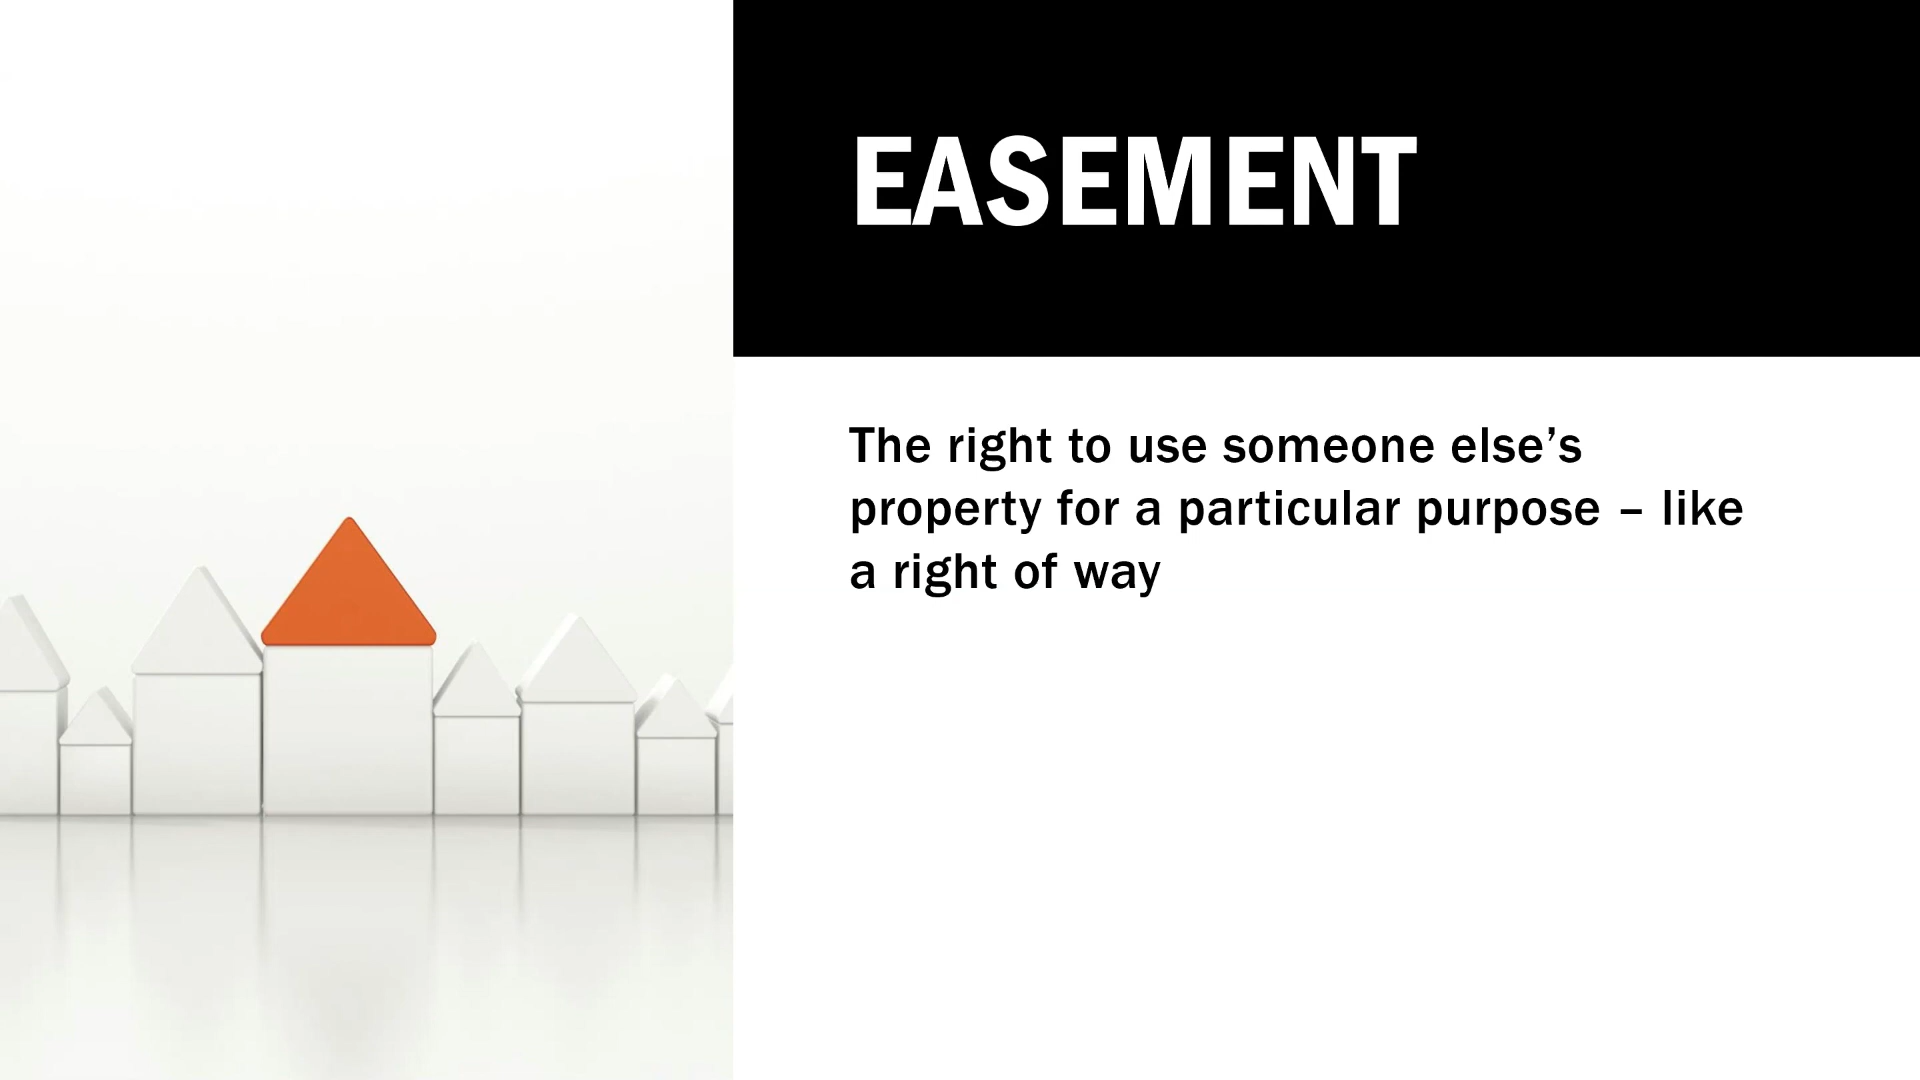 EASEMENT
The right to use someone else’s
property for a particular purpose – like
a right of way